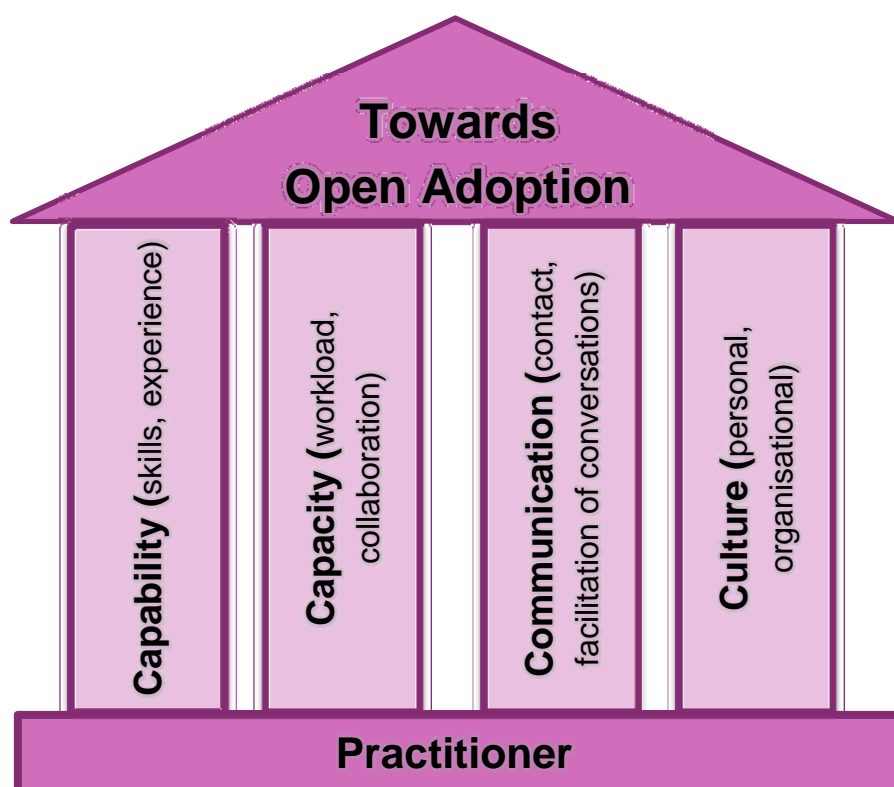 Towards
Open Adoption
Capability (skills, experience)
Capacity (workload,
collaboration)
Communication (contact,
facilitation of conversations)
Culture (personal,
organisational)
Practitioner